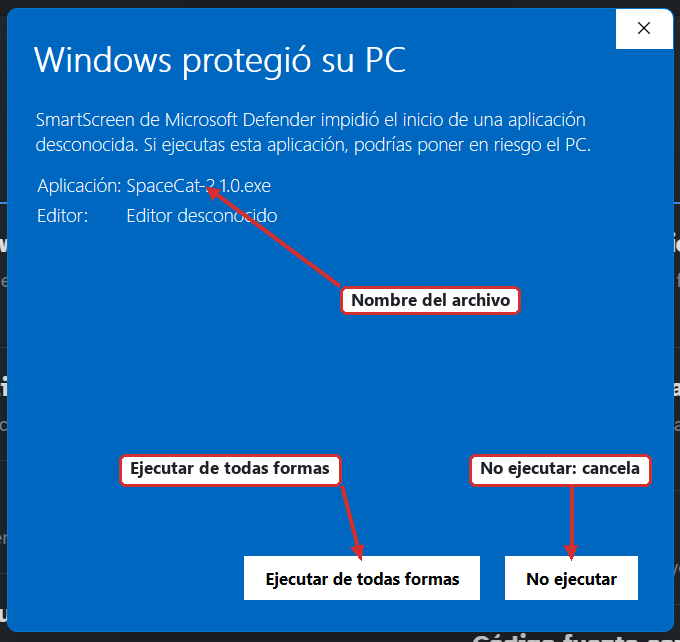 Windows protegió su PC
SmartScreen de Microsoft Defender impidió el inicio de una aplicación
desconocida. Si ejecutas esta aplicación, podrías poner en riesgo el PC.
Aplicación: SpaceCat-2.1.0.exe
Editor: Editor desconocido
Nombre del archivo
Ejecutar de todas formas
No ejecutar: cancela
Ejecutar de todas formas
No ejecutar